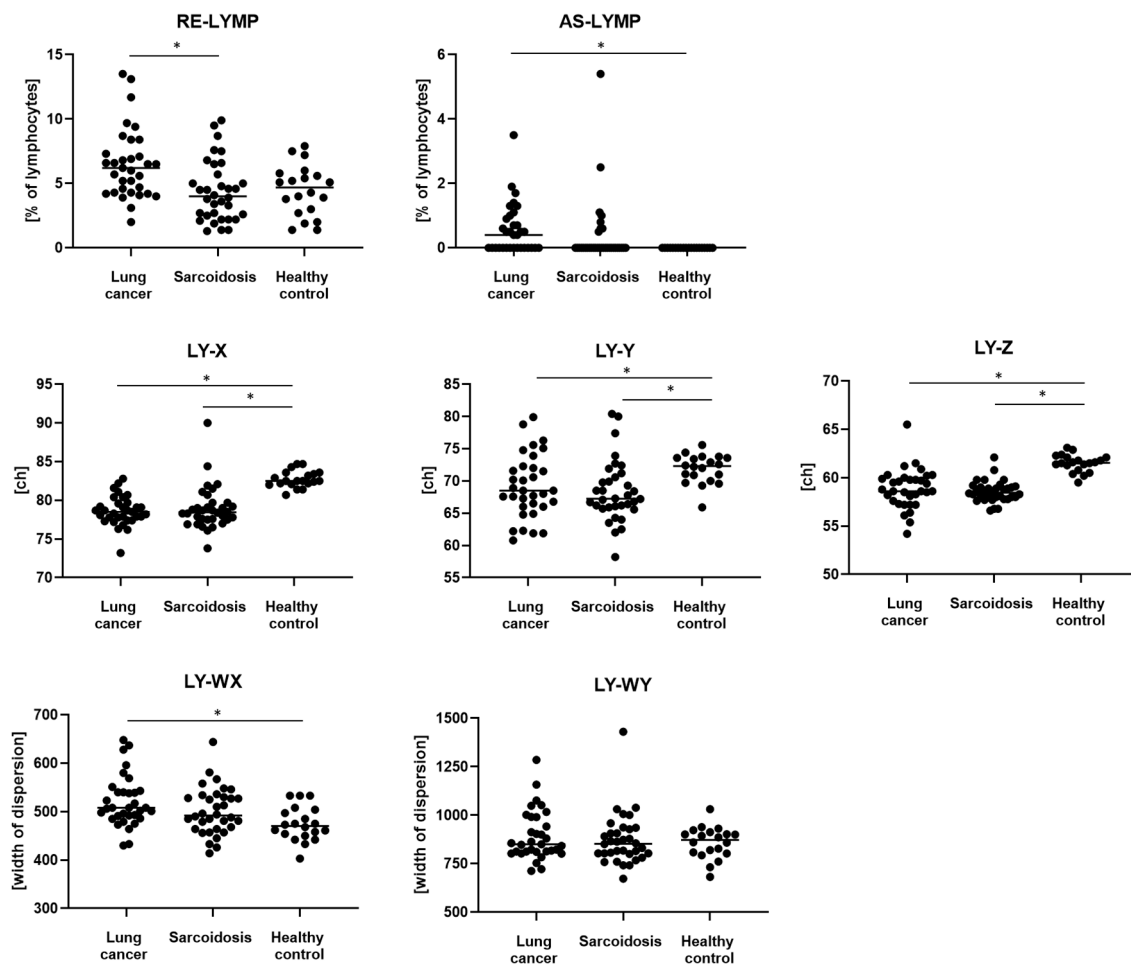 RE-LYMP
[% of lymphocytes]
15
10
5
0
*
Lung
cancer
Sarcoidosis
Healthy
control
AS-LYMP
[% of lymphocytes]
6
4
2
0
*
Lung
cancer
Sarcoidosis
Healthy
control
LY-X
[ch]
95
90
85
80
75
70
*
*
Lung
cancer
Sarcoidosis
Healthy
control
LY-Y
[ch]
85
80
75
70
65
60
55
*
*
Lung
cancer
Sarcoidosis
Healthy
control
LY-Z
[ch]
70
65
60
55
50
*
*
Lung
cancer
Sarcoidosis
Healthy
control
LY-WX
[width of dispersion]
700
600
500
400
300
*
Lung
cancer
Sarcoidosis
Healthy
control
LY-WY
[width of dispersion]
1500
1250
1000
750
500
Lung
cancer
Sarcoidosis
Healthy
control